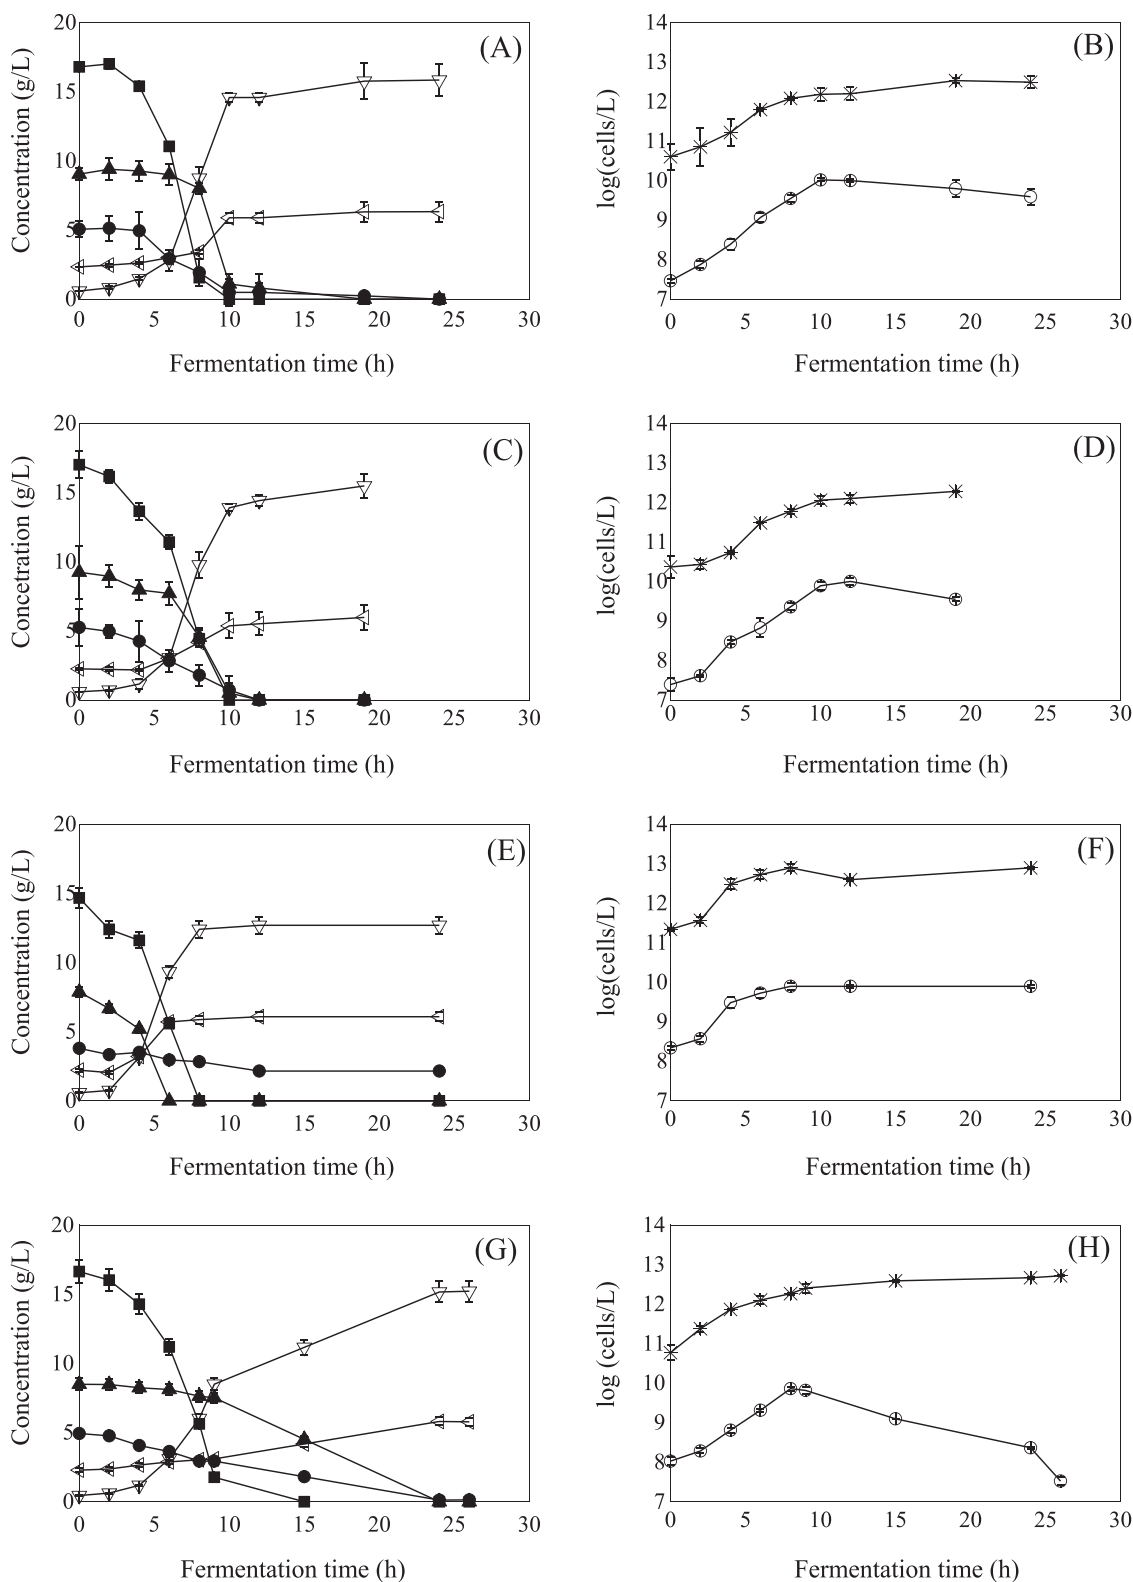 (A)
Concentration (g/L)
20
15
10
5
0
0 5 10 15 20 25 30
Fermentation time (h)
(B)
log(cells/L)
14
13
12
11
10
9
8
7
0 5 10 15 20 25 30
Fermentation time (h)
(C)
Concetration (g/L)
20
15
10
5
0
0 5 10 15 20 25 30
Fermentation time (h)
(D)
log(cells/L)
14
13
12
11
10
9
8
7
0 5 10 15 20 25 30
Fermentation time (h)
(E)
Concentration (g/L)
20
15
10
5
0
0 5 10 15 20 25 30
Fermentation time (h)
(F)
log(cells/L)
14
13
12
11
10
9
8
7
0 5 10 15 20 25 30
Fermentation time (h)
(G)
Concentration (g/L)
20
15
10
5
0
0 5 10 15 20 25 30
Fermentation time (h)
(H)
log (cells/L)
14
13
12
11
10
9
8
7
0 5 10 15 20 25 30
Fermentation time (h)